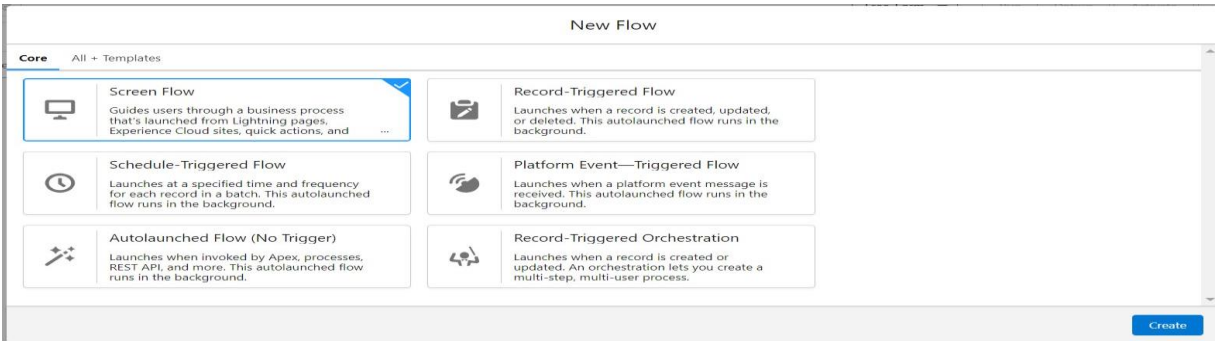 New Flow
Core All + Templates
Screen Flow
Guides users through a business process
that's launched from Lightning pages,
Experience Cloud sites, quick actions, and ...
Record-Triggered Flow
Launches when a record is created, updated,
or deleted. This autolaunched flow runs in the
background.
Schedule-Triggered Flow
Launches at a specified time and frequency
for each record in a batch. This autolaunched
flow runs in the background.
Platform Event—Triggered Flow
Launches when a platform event message is
received. This autolaunched flow runs in the
background.
Autolaunched Flow (No Trigger)
Launches when invoked by Apex, processes,
REST API, and more. This autolaunched flow
runs in the background.
Record-Triggered Orchestration
Launches when a record is created or
updated. An orchestration lets you create a
multi-step, multi-user process.
Create